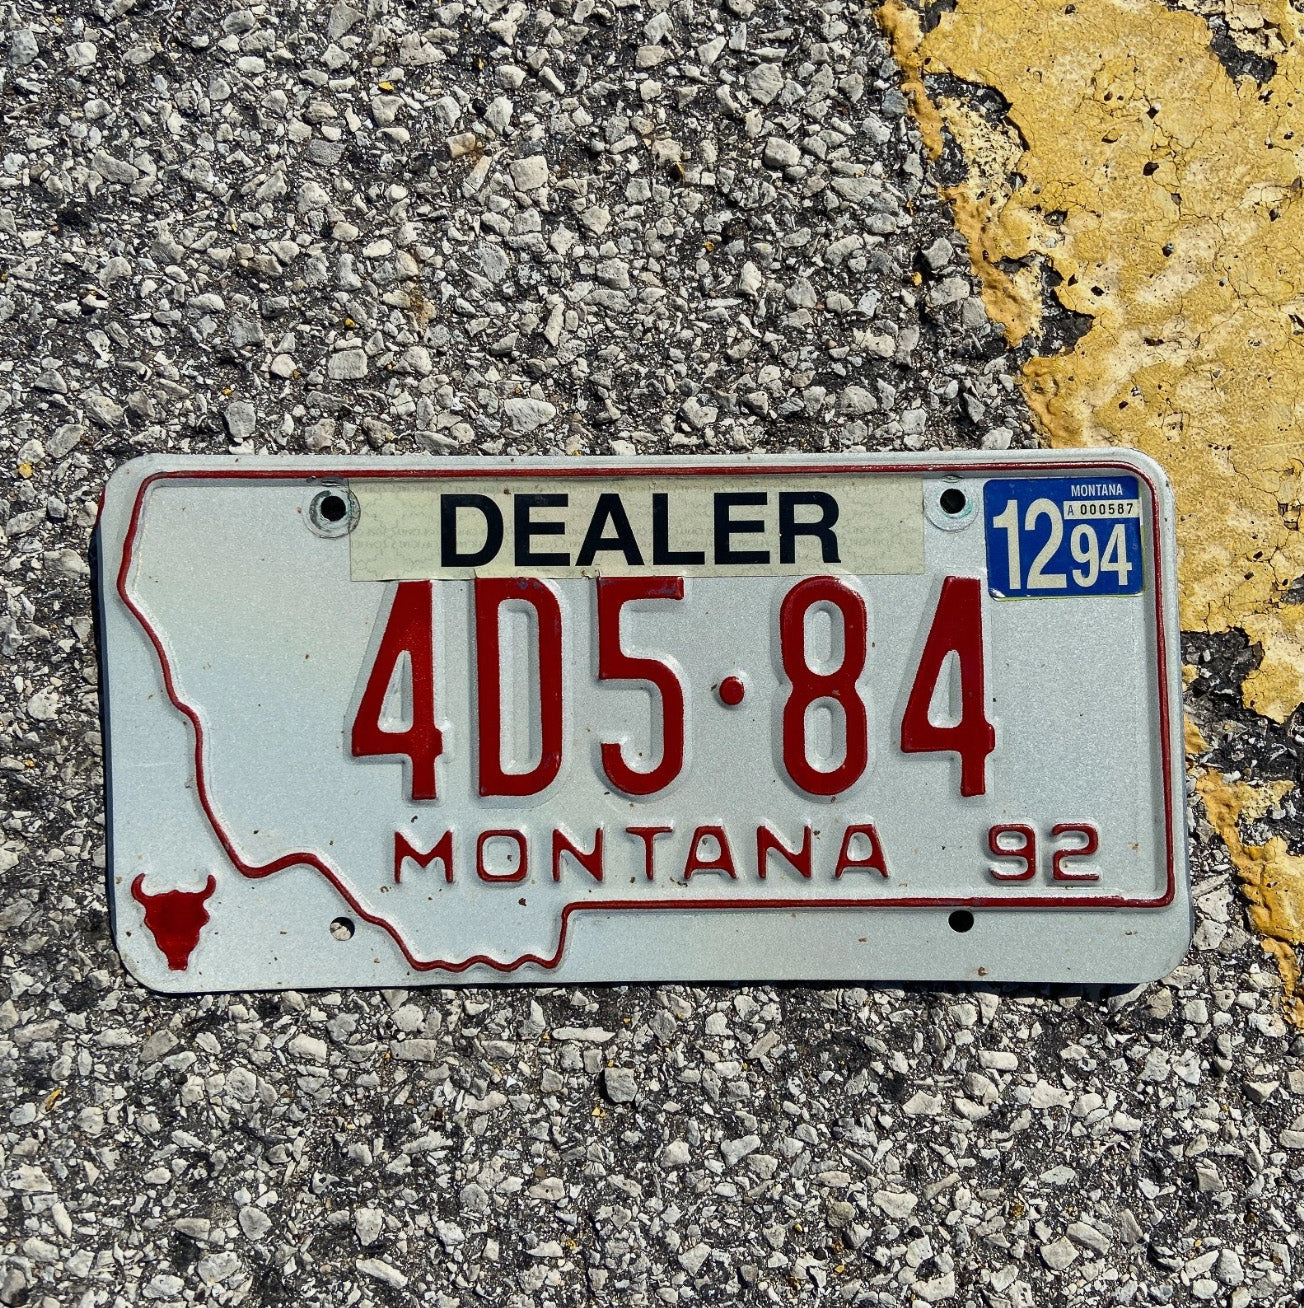 DEALER
MONTANA
A 000587
12 94
4D5·84
MONTANA 92